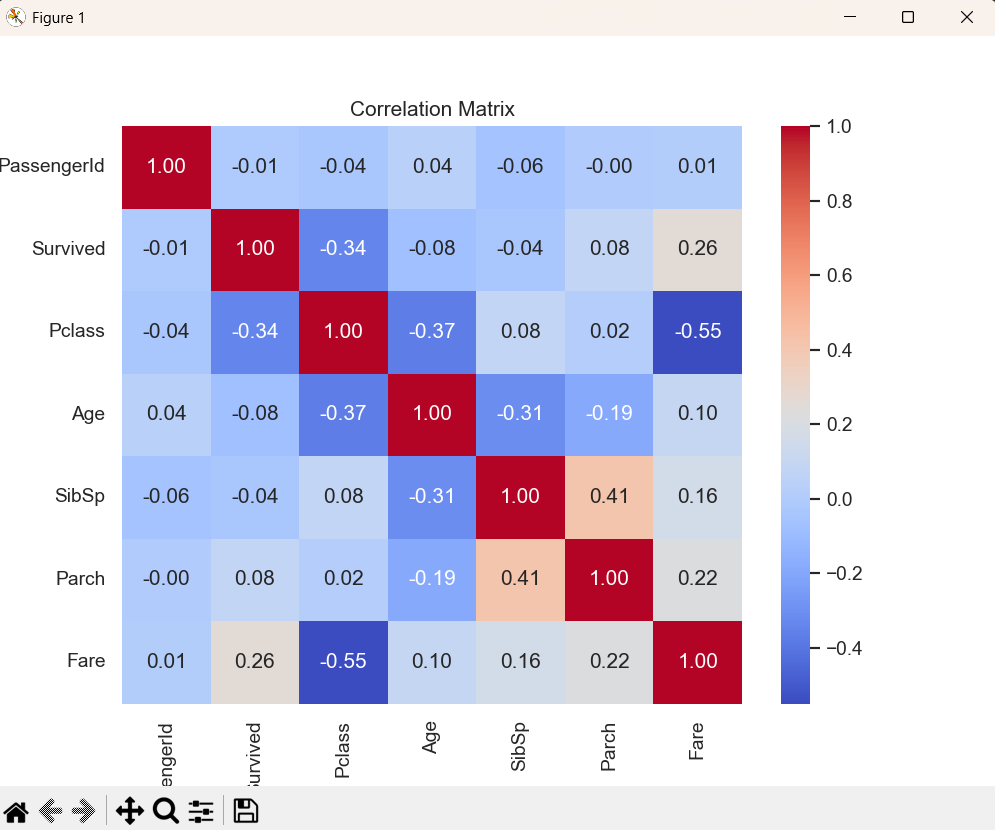 Figure 1
Correlation Matrix
PassengerId 1.00 -0.01 -0.04 0.04 -0.06 -0.00 0.01
Survived -0.01 1.00 -0.34 -0.08 -0.04 0.08 0.26
Pclass -0.04 -0.34 1.00 -0.37 0.08 0.02 -0.55
Age 0.04 -0.08 -0.37 1.00 -0.31 -0.19 0.10
SibSp -0.06 -0.04 0.08 -0.31 1.00 0.41 0.16
Parch -0.00 0.08 0.02 -0.19 0.41 1.00 0.22
Fare 0.01 0.26 -0.55 0.10 0.16 0.22 1.00
engerId urvived Pclass Age SibSp Parch Fare
1.0
0.8
0.6
0.4
0.2
0.0
−0.2
−0.4